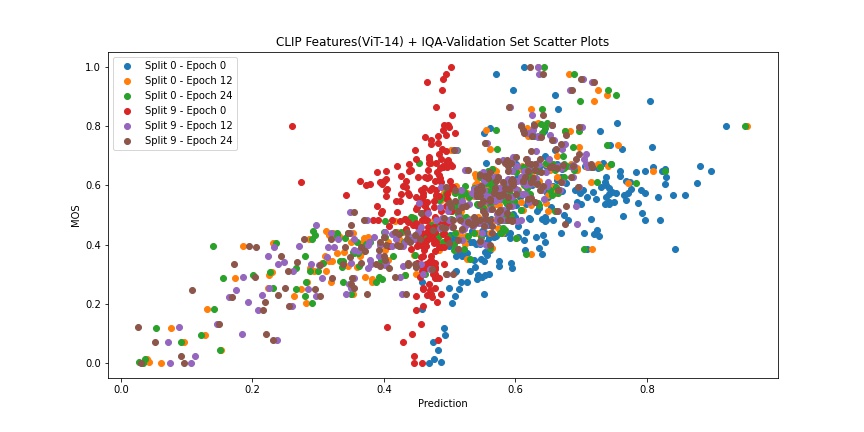 CLIP Features(ViT-14) + IQA-Validation Set Scatter Plots
Split 0 - Epoch 0
Split 0 - Epoch 12
Split 0 - Epoch 24
Split 9 - Epoch 0
Split 9 - Epoch 12
Split 9 - Epoch 24
MOS
1.0
0.8
0.6
0.4
0.2
0.0
0.0 0.2 0.4 0.6 0.8
Prediction